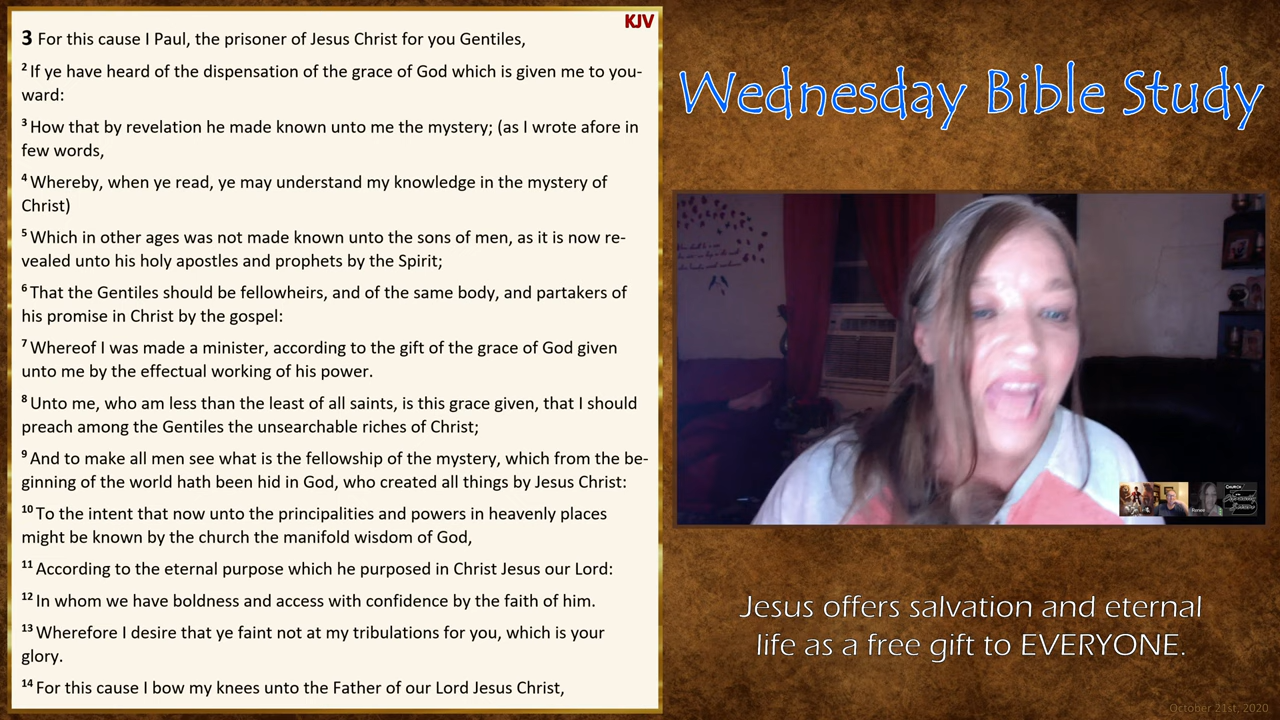 KJV
3 For this cause I Paul, the prisoner of Jesus Christ for you Gentiles,
2 If ye have heard of the dispensation of the grace of God which is given me to you-
ward:
3 How that by revelation he made known unto me the mystery; (as I wrote afore in
few words,
4 Whereby, when ye read, ye may understand my knowledge in the mystery of
Christ)
5 Which in other ages was not made known unto the sons of men, as it is now re-
vealed unto his holy apostles and prophets by the Spirit;
6 That the Gentiles should be fellowheirs, and of the same body, and partakers of
his promise in Christ by the gospel:
7 Whereof I was made a minister, according to the gift of the grace of God given
unto me by the effectual working of his power.
8 Unto me, who am less than the least of all saints, is this grace given, that I should
preach among the Gentiles the unsearchable riches of Christ;
9 And to make all men see what is the fellowship of the mystery, which from the be-
ginning of the world hath been hid in God, who created all things by Jesus Christ:
10 To the intent that now unto the principalities and powers in heavenly places
might be known by the church the manifold wisdom of God,
11 According to the eternal purpose which he purposed in Christ Jesus our Lord:
12 In whom we have boldness and access with confidence by the faith of him.
13 Wherefore I desire that ye faint not at my tribulations for you, which is your
glory.
14 For this cause I bow my knees unto the Father of our Lord Jesus Christ,
Wednesday Bible Study
Renee
Church
Jesus offers salvation and eternal
life as a free gift to EVERYONE.
October 21st, 2020